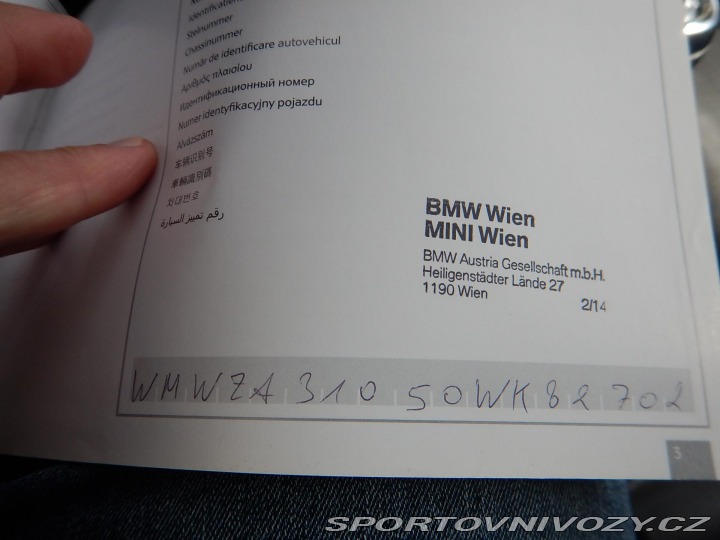 Identificatienummer
Stelnummer
Chassinummer
Număr de identificare autovehicul
Αριθμός πλαισίου
Идентификационный номер
Numer identyfikacyjny pojazdu
Alvázszám
车辆识别号
車輛識別碼
차대번호
رقم تمييز السيارة
BMW Wien
MINI Wien
BMW Austria Gesellschaft m.b.H.
Heiligenstädter Lände 27
1190 Wien
2/14
WMWZA310 50WK82702
3
SPORTOVNIVOZY.CZ